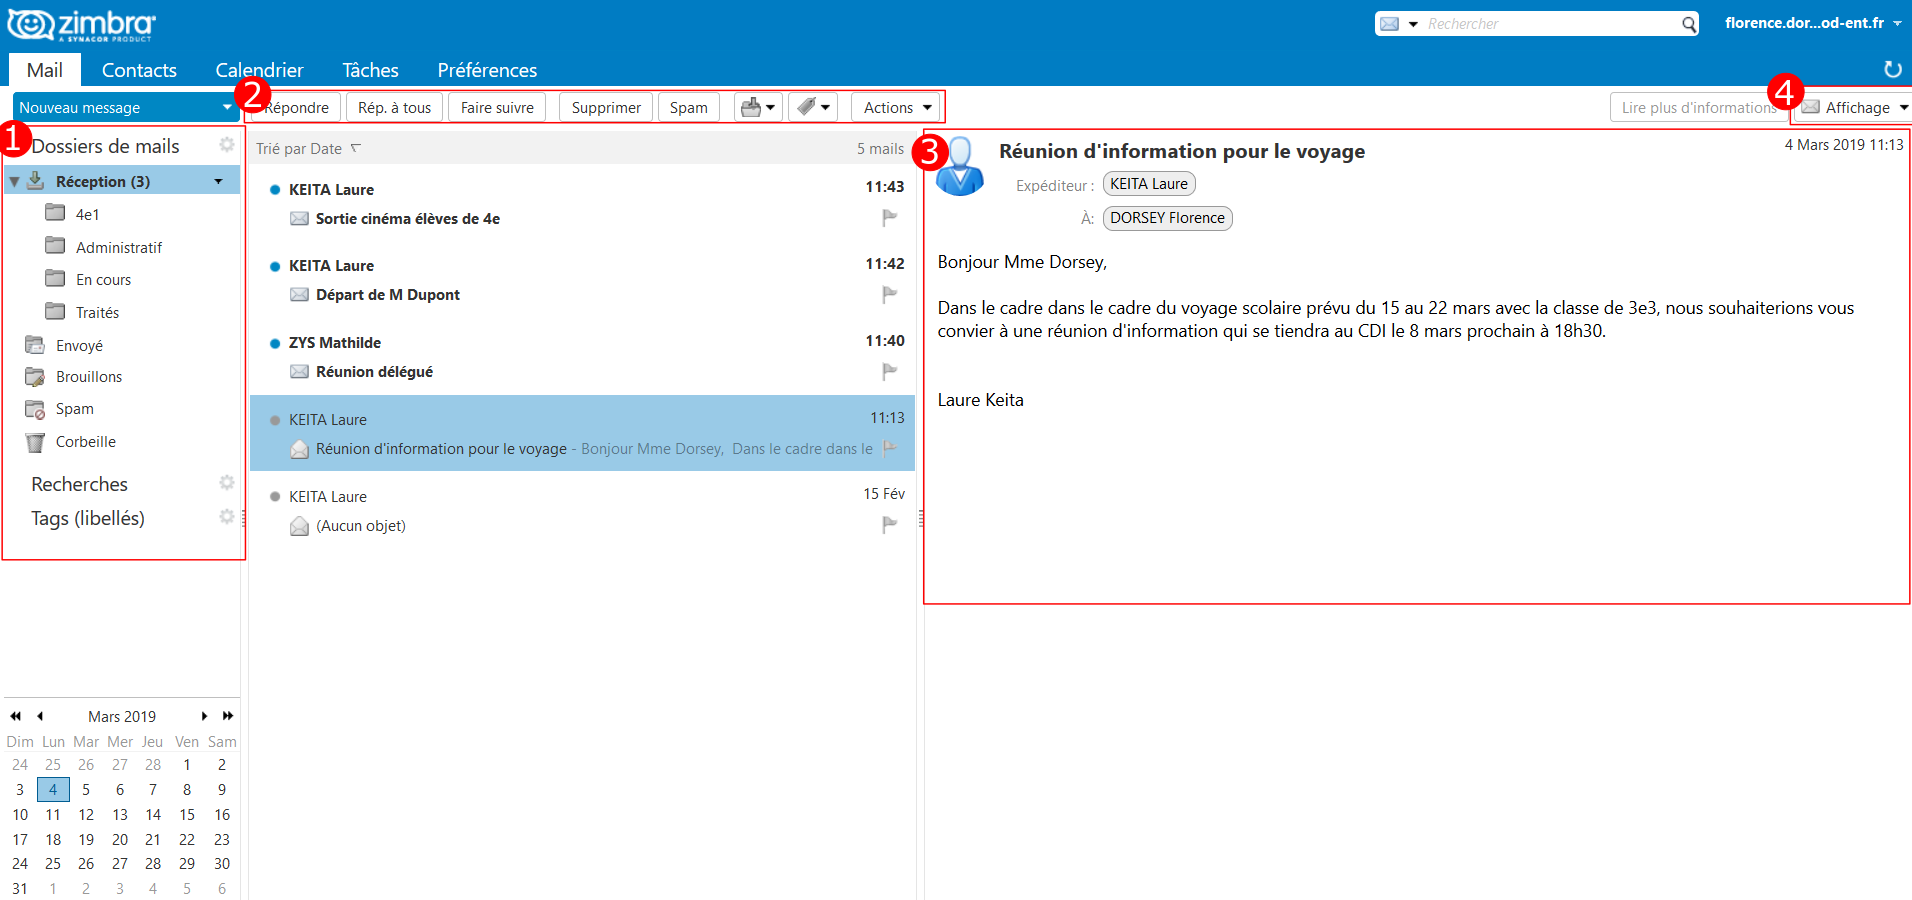 zimbra
A SYNACOR PRODUCT
Rechercher
florence.dor...od-ent.fr
Mail Contacts Calendrier Tâches Préférences
Nouveau message
2
Répondre Rép. à tous Faire suivre Supprimer Spam Actions
Lire plus d'informations
4
Affichage
1
Dossiers de mails
Réception (3)
4e1
Administratif
En cours
Traités
Envoyé
Brouillons
Spam
Corbeille
Recherches
Tags (libellés)
Mars 2019
Dim Lun Mar Mer Jeu Ven Sam
24 25 26 27 28 1 2
3 4 5 6 7 8 9
10 11 12 13 14 15 16
17 18 19 20 21 22 23
24 25 26 27 28 29 30
31 1 2 3 4 5 6
Trié par Date 5 mails
KEITA Laure 11:43
Sortie cinéma élèves de 4e
KEITA Laure 11:42
Départ de M Dupont
ZYS Mathilde 11:40
Réunion délégué
KEITA Laure 11:13
Réunion d'information pour le voyage - Bonjour Mme Dorsey, Dans le cadre dans le
KEITA Laure 15 Fév
(Aucun objet)
3
Réunion d'information pour le voyage 4 Mars 2019 11:13
Expéditeur : KEITA Laure
À: DORSEY Florence
Bonjour Mme Dorsey,
Dans le cadre dans le cadre du voyage scolaire prévu du 15 au 22 mars avec la classe de 3e3, nous souhaiterions vous
convier à une réunion d'information qui se tiendra au CDI le 8 mars prochain à 18h30.
Laure Keita